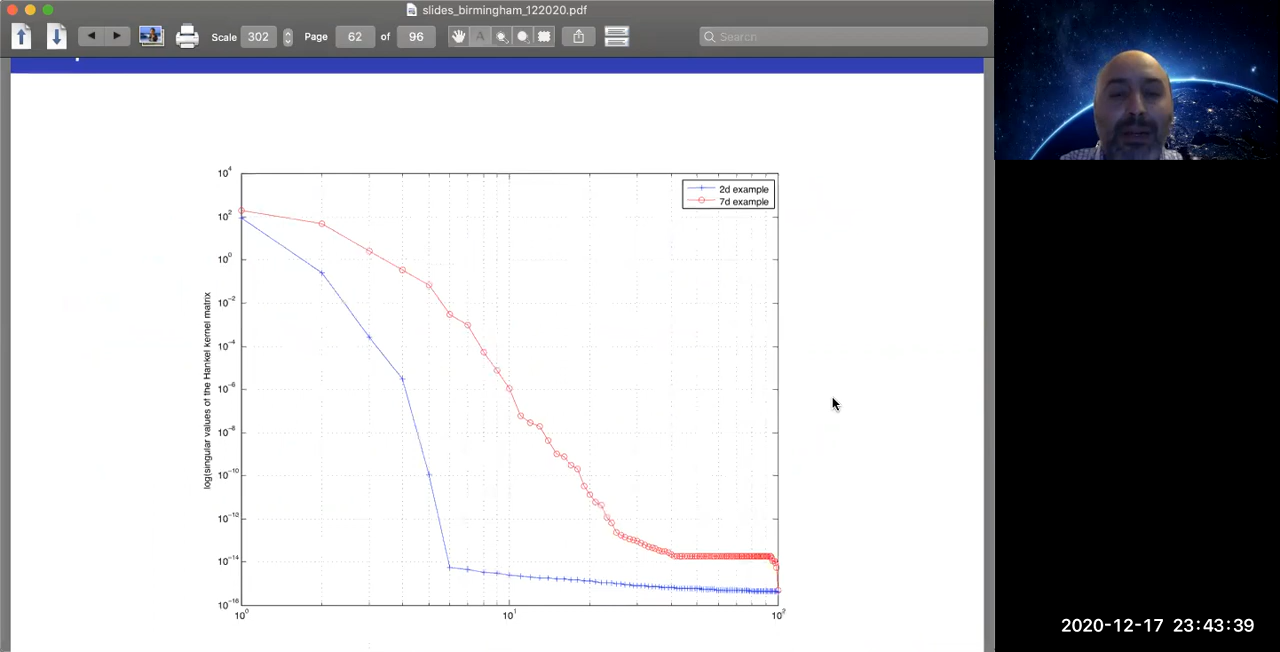 slides_birmingham_122020.pdf
Scale 302 Page 62 of 96 Search
10^4
10^2
10^0
10^-2
10^-4
10^-6
10^-8
10^-10
10^-12
10^-14
10^-16
log(singular values of the Hankel kernel matrix
2d example
7d example
10^0 10^1 10^2
2020-12-17 23:43:39